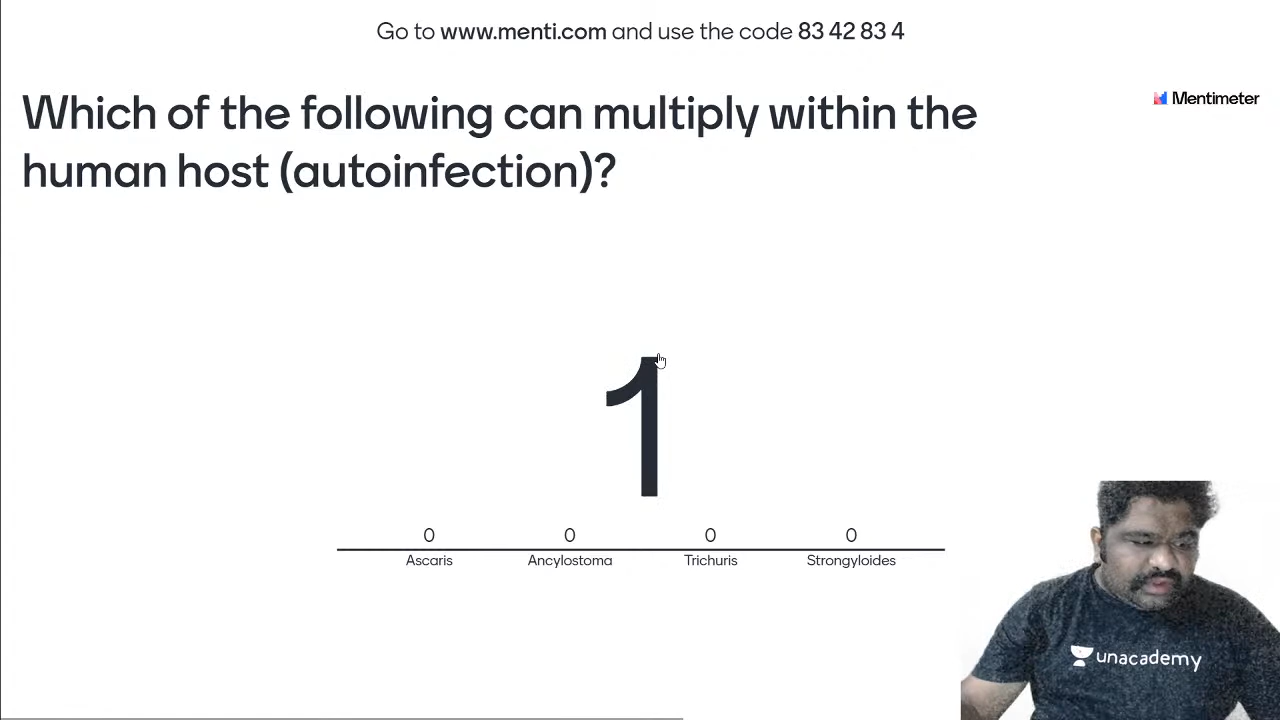 Go to www.menti.com and use the code 83 42 83 4
Which of the following can multiply within the
human host (autoinfection)?
Mentimeter
1
0 0 0 0
Ascaris Ancylostoma Trichuris Strongyloides
unacademy